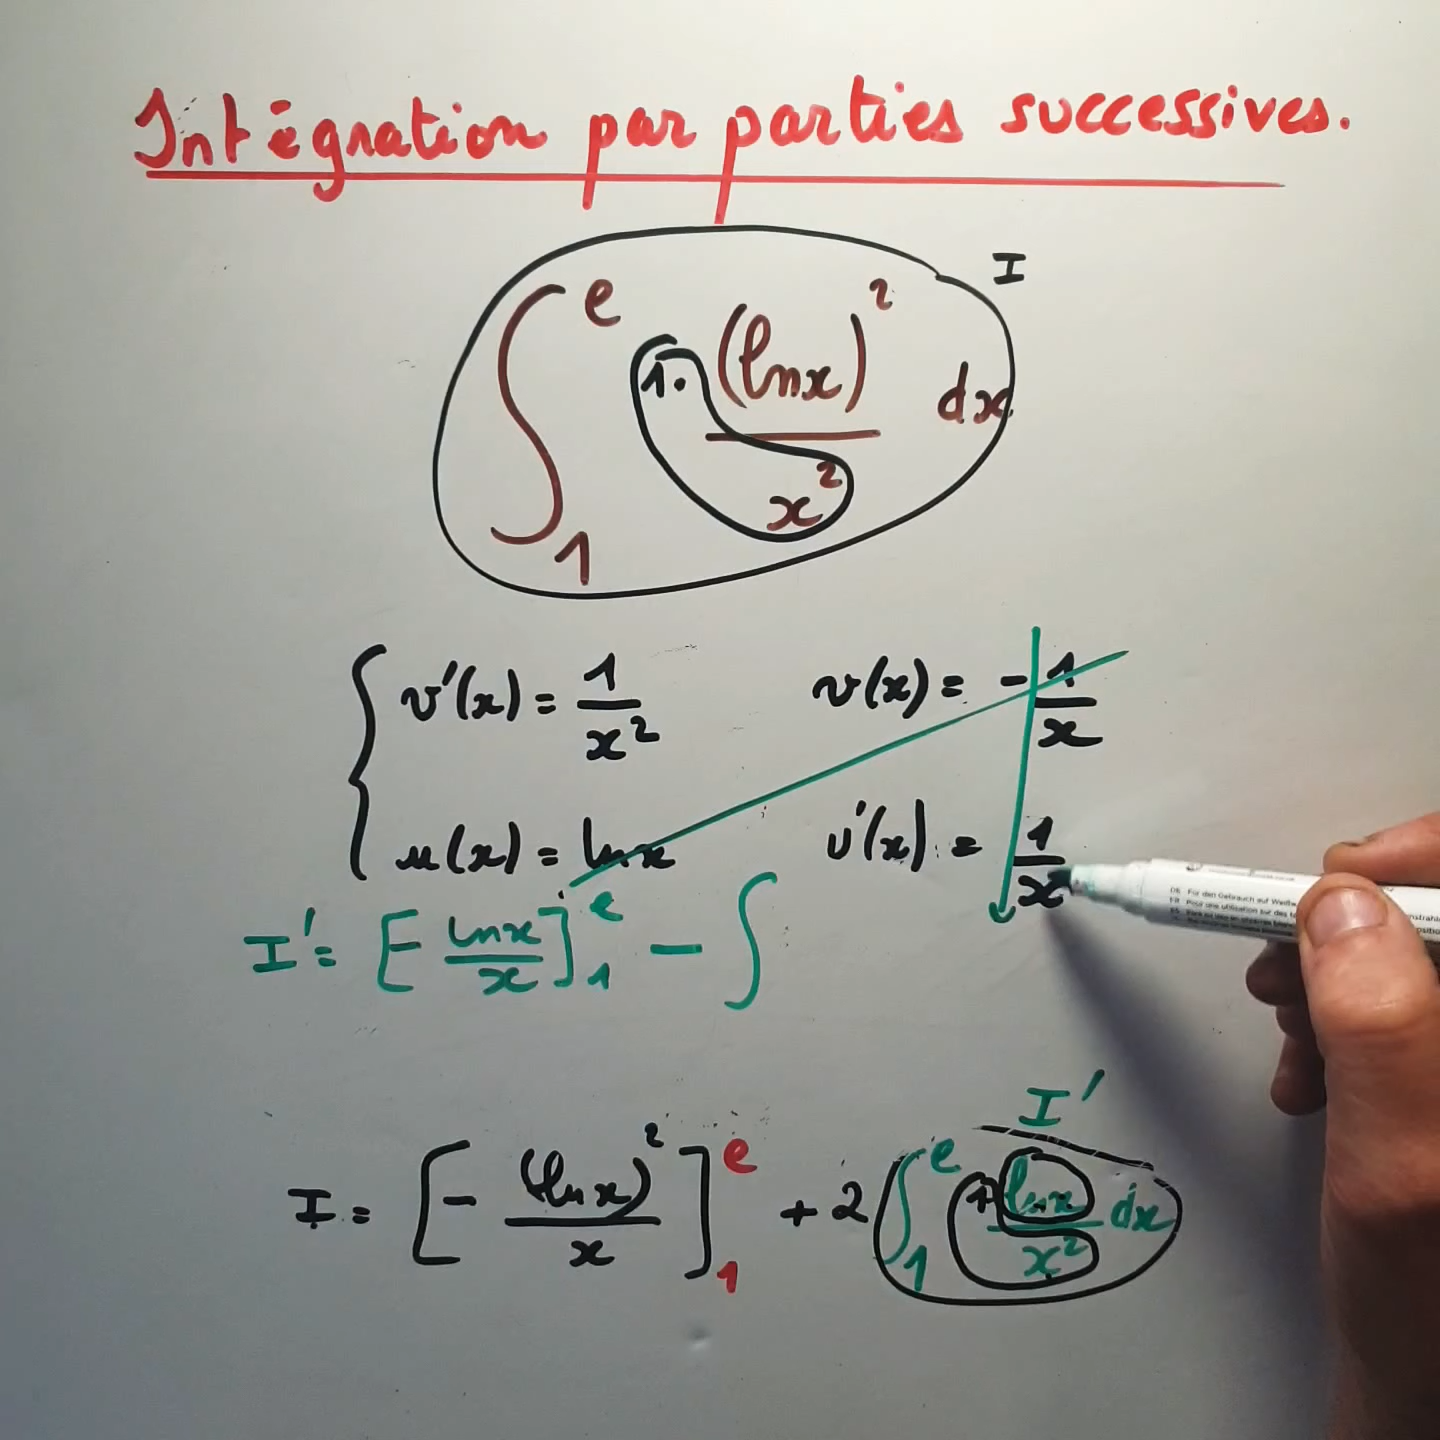 Intégration par parties successives.
I
∫₁ᵉ 1·(lnx)² / x² dx
v'(x) = 1/x² v(x) = -1/x
u(x) = lnx u'(x) = 1/x
I' = [- lnx/x]₁ᵉ - ∫
I'
I = [- (lnx)²/x]₁ᵉ + 2 ∫₁ᵉ 1·lnx/x² dx